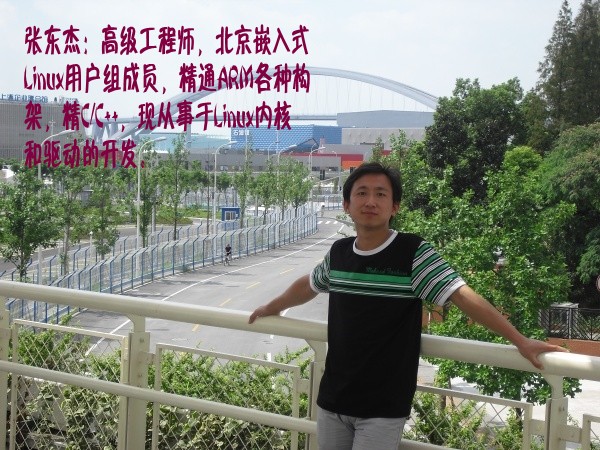 张东杰：高级工程师，北京嵌入式
Linux用户组成员，精通ARM各种构
架，精C/C++，现从事于Linux内核
和驱动的开发。